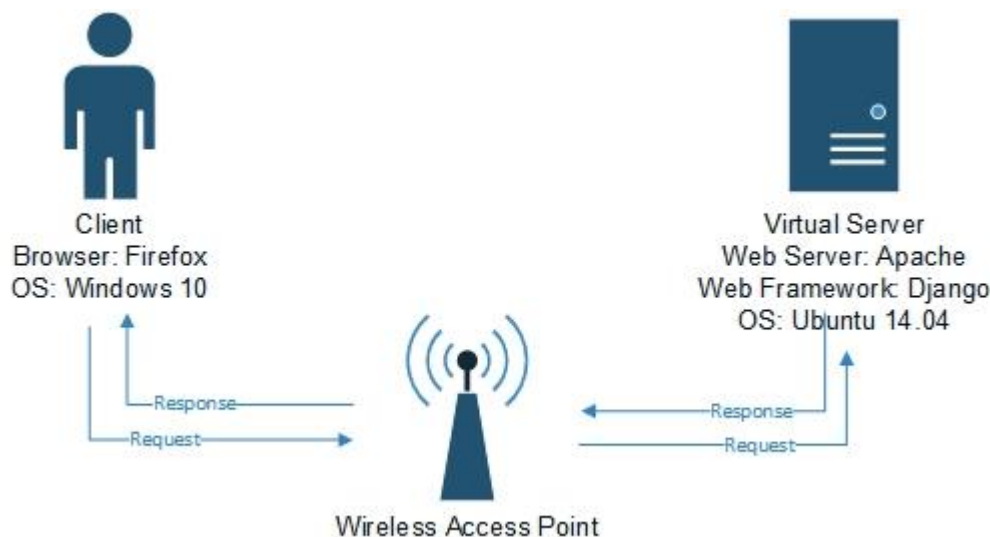 Client
Browser: Firefox
OS: Windows 10
Virtual Server
Web Server: Apache
Web Framework: Django
OS: Ubuntu 14.04
Response
Request
Response
Request
Wireless Access Point